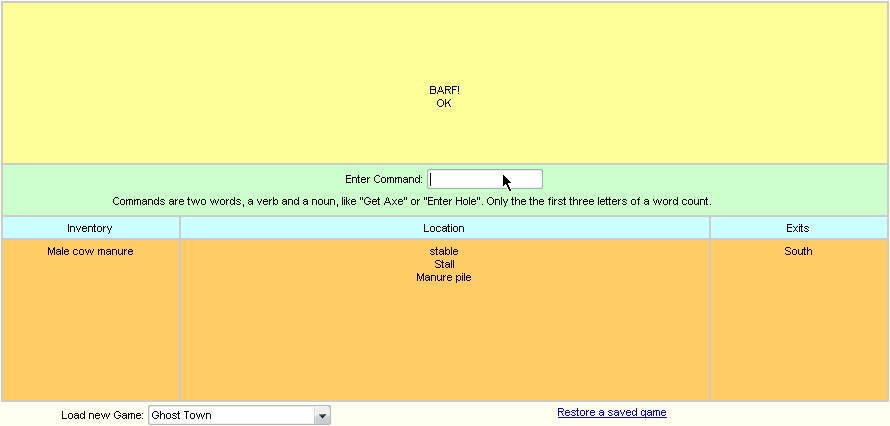 BARF!
OK
Enter Command:
Commands are two words, a verb and a noun, like "Get Axe" or "Enter Hole". Only the the first three letters of a word count.
Inventory Location Exits
Male cow manure stable South
Stall
Manure pile
Load new Game: Ghost Town Restore a saved game